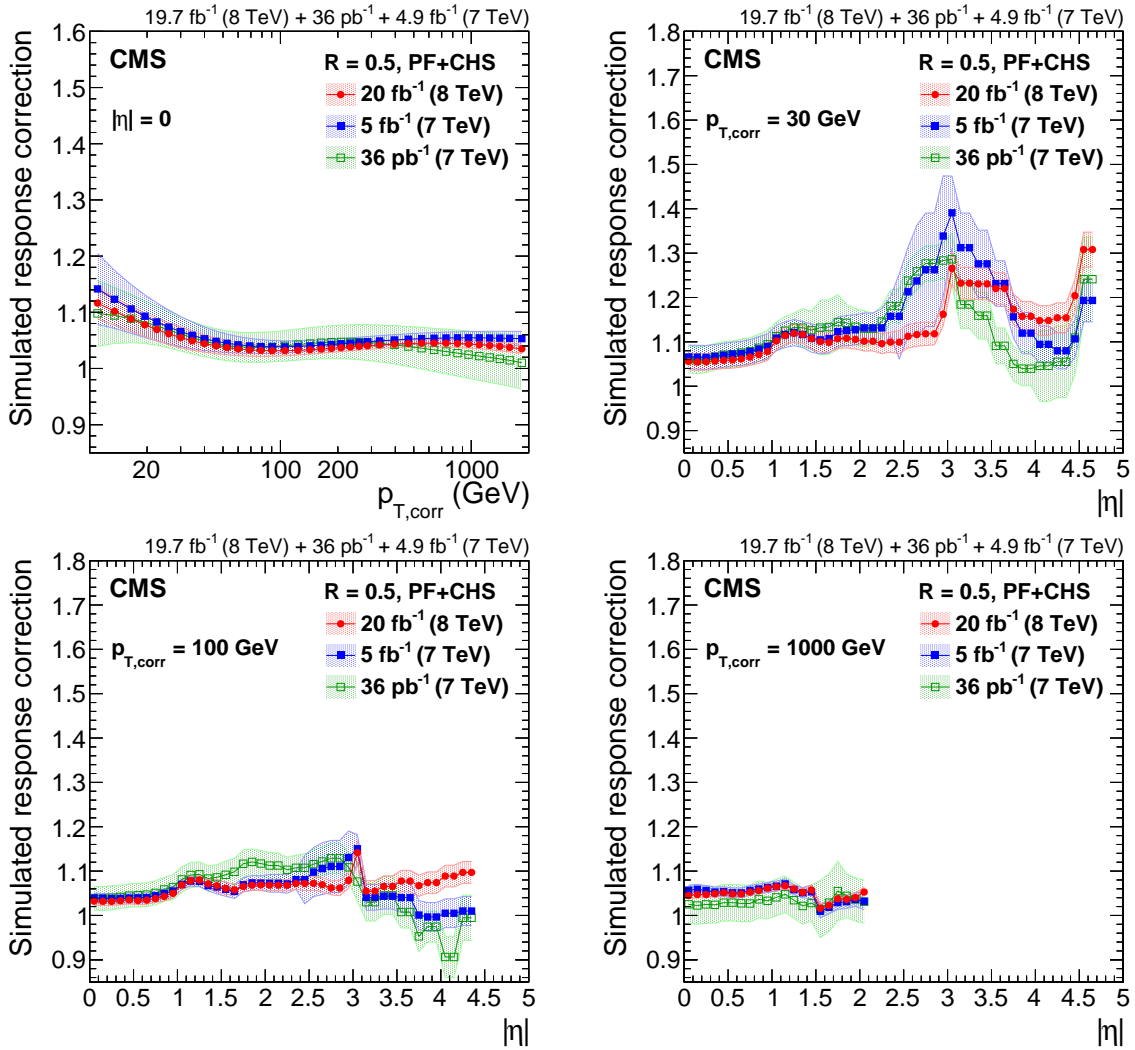 19.7 fb⁻¹ (8 TeV) + 36 pb⁻¹ + 4.9 fb⁻¹ (7 TeV)
CMS
R = 0.5, PF+CHS
20 fb⁻¹ (8 TeV)
|η| = 0
5 fb⁻¹ (7 TeV)
36 pb⁻¹ (7 TeV)
Simulated response correction
1.6
1.5
1.4
1.3
1.2
1.1
1
0.9
20 100 200 1000
p_T,corr (GeV)
19.7 fb⁻¹ (8 TeV) + 36 pb⁻¹ + 4.9 fb⁻¹ (7 TeV)
CMS
R = 0.5, PF+CHS
20 fb⁻¹ (8 TeV)
p_T,corr = 30 GeV
5 fb⁻¹ (7 TeV)
36 pb⁻¹ (7 TeV)
Simulated response correction
1.8
1.7
1.6
1.5
1.4
1.3
1.2
1.1
1
0.9
0 0.5 1 1.5 2 2.5 3 3.5 4 4.5 5
|η|
19.7 fb⁻¹ (8 TeV) + 36 pb⁻¹ + 4.9 fb⁻¹ (7 TeV)
CMS
R = 0.5, PF+CHS
20 fb⁻¹ (8 TeV)
p_T,corr = 100 GeV
5 fb⁻¹ (7 TeV)
36 pb⁻¹ (7 TeV)
Simulated response correction
1.8
1.7
1.6
1.5
1.4
1.3
1.2
1.1
1
0.9
0 0.5 1 1.5 2 2.5 3 3.5 4 4.5 5
|η|
19.7 fb⁻¹ (8 TeV) + 36 pb⁻¹ + 4.9 fb⁻¹ (7 TeV)
CMS
R = 0.5, PF+CHS
20 fb⁻¹ (8 TeV)
p_T,corr = 1000 GeV
5 fb⁻¹ (7 TeV)
36 pb⁻¹ (7 TeV)
Simulated response correction
1.8
1.7
1.6
1.5
1.4
1.3
1.2
1.1
1
0.9
0 0.5 1 1.5 2 2.5 3 3.5 4 4.5 5
|η|